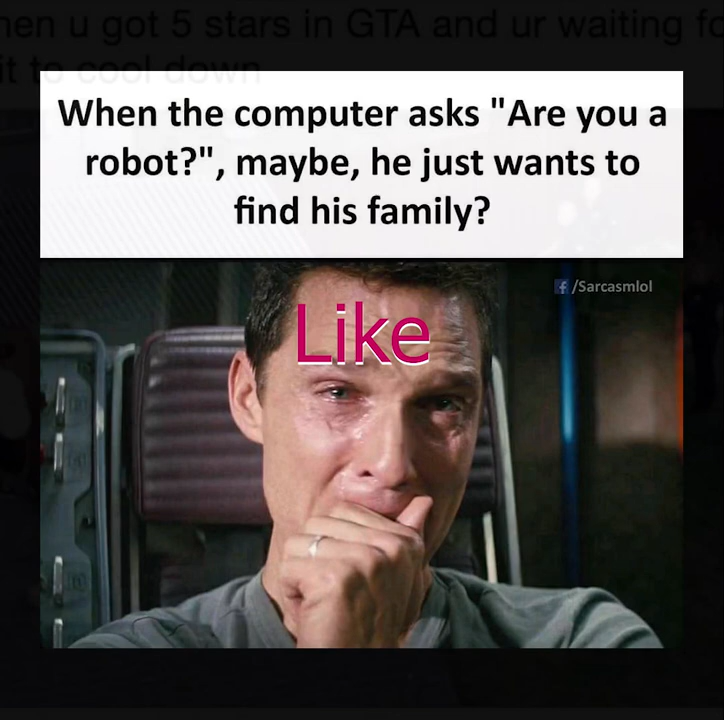 hen u got 5 stars in GTA and ur waiting fo
it to cool down
When the computer asks "Are you a
robot?", maybe, he just wants to
find his family?
f /Sarcasmlol
Like